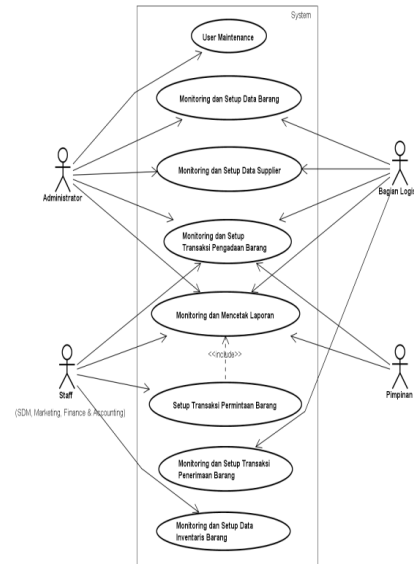 System
User Maintenance
Monitoring dan Setup Data Barang
Monitoring dan Setup Data Supplier
Administrator
Bagian Logis
Monitoring dan Setup
Transaksi Pengadaan Barang
Monitoring dan Mencetak Laporan
<<include>>
Staff
(SDM, Marketing, Finance & Accounting)
Pimpinan
Setup Transaksi Permintaan Barang
Monitoring dan Setup Transaksi
Penerimaan Barang
Monitoring dan Setup Data
Inventaris Barang